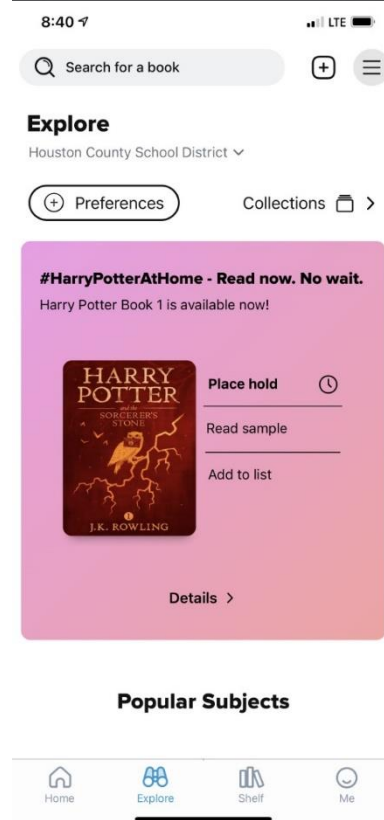 8:40
LTE
Search for a book
Explore
Houston County School District
Preferences
Collections
#HarryPotterAtHome - Read now. No wait.
Harry Potter Book 1 is available now!
HARRY
POTTER
and the
SORCERER'S
STONE
1
J.K. ROWLING
Place hold
Read sample
Add to list
Details
Popular Subjects
Home
Explore
Shelf
Me